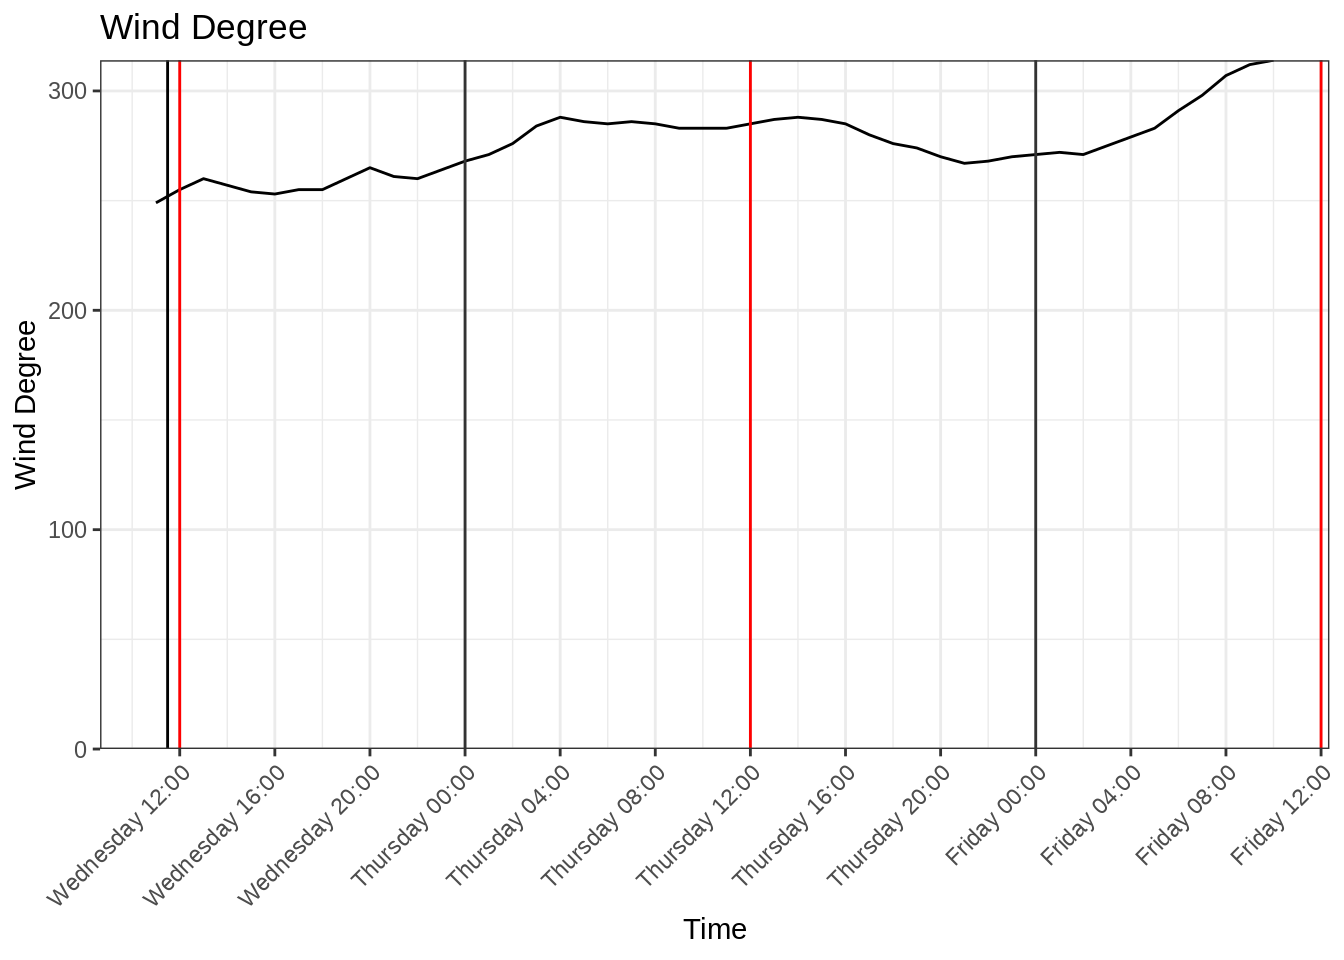 Wind Degree
Wind Degree
300
200
100
0
Wednesday 12:00
Wednesday 16:00
Wednesday 20:00
Thursday 00:00
Thursday 04:00
Thursday 08:00
Thursday 12:00
Thursday 16:00
Thursday 20:00
Friday 00:00
Friday 04:00
Friday 08:00
Friday 12:00
Time